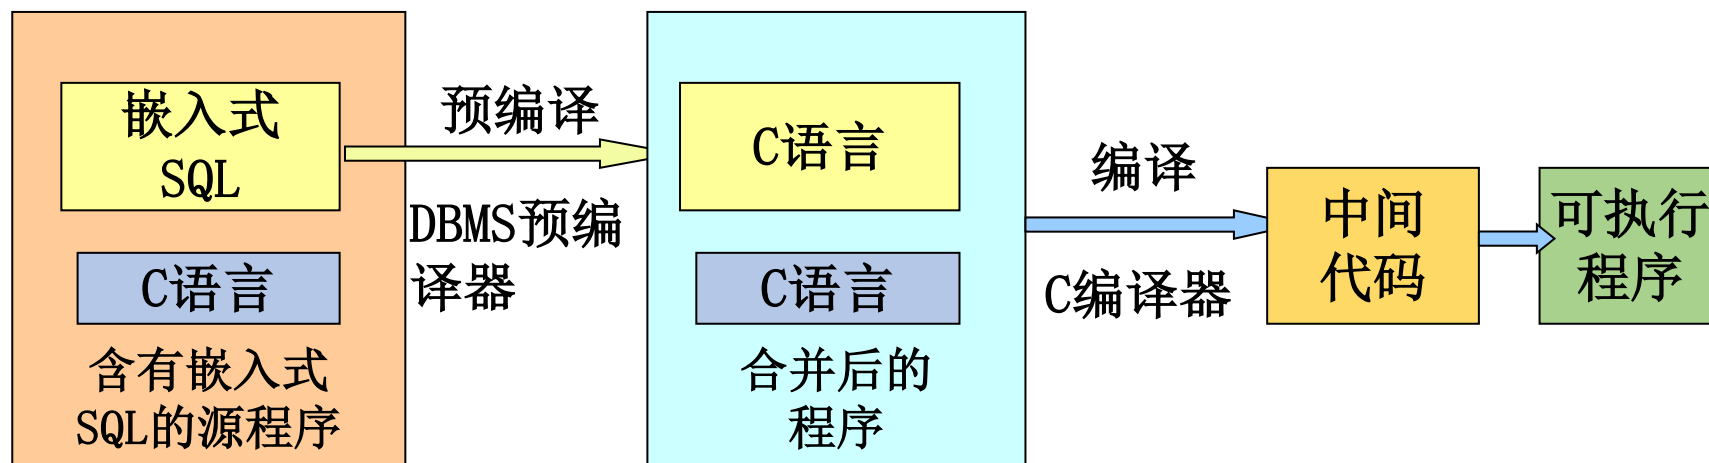 嵌入式
SQL
C语言
含有嵌入式
SQL的源程序
预编译
DBMS预编
译器
C语言
C语言
合并后的
程序
编译
C编译器
中间
代码
可执行
程序